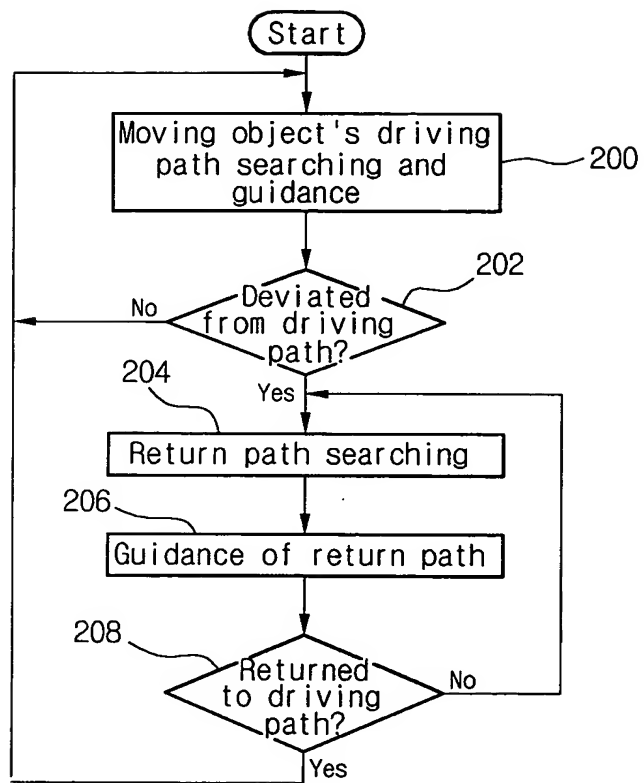 Start
Moving object's driving
path searching and
guidance
200
202
Deviated
from driving
path?
No
Yes
204
Return path searching
206
Guidance of return path
208
Returned
to driving
path?
No
Yes